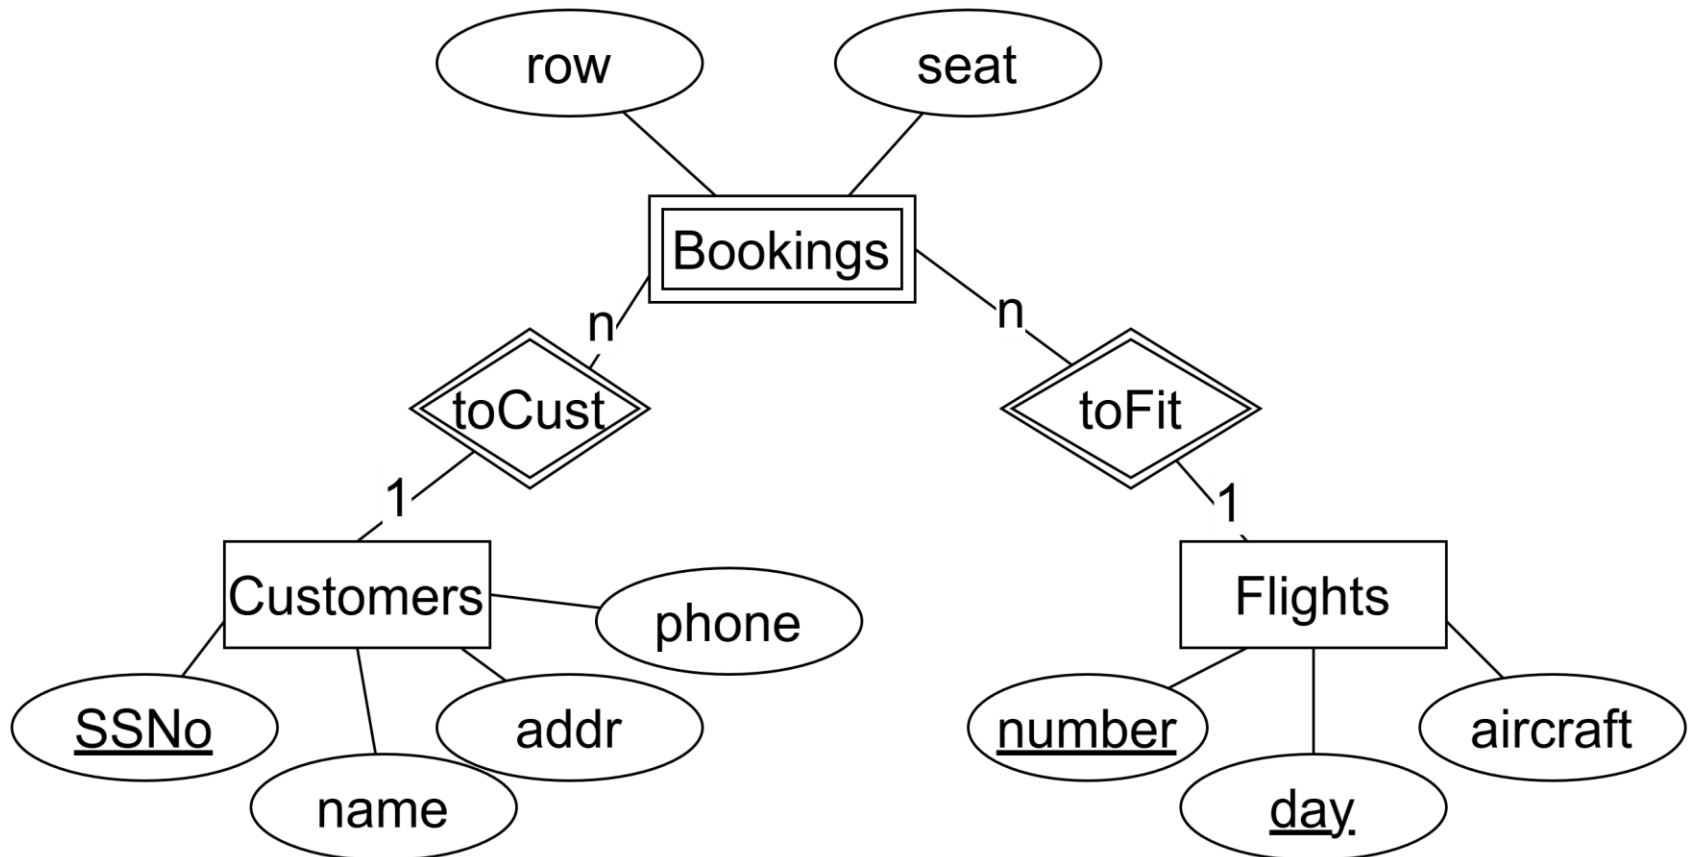 row
seat
Bookings
n
n
toCust
toFit
1
1
Customers
Flights
phone
SSNo
addr
number
aircraft
name
day